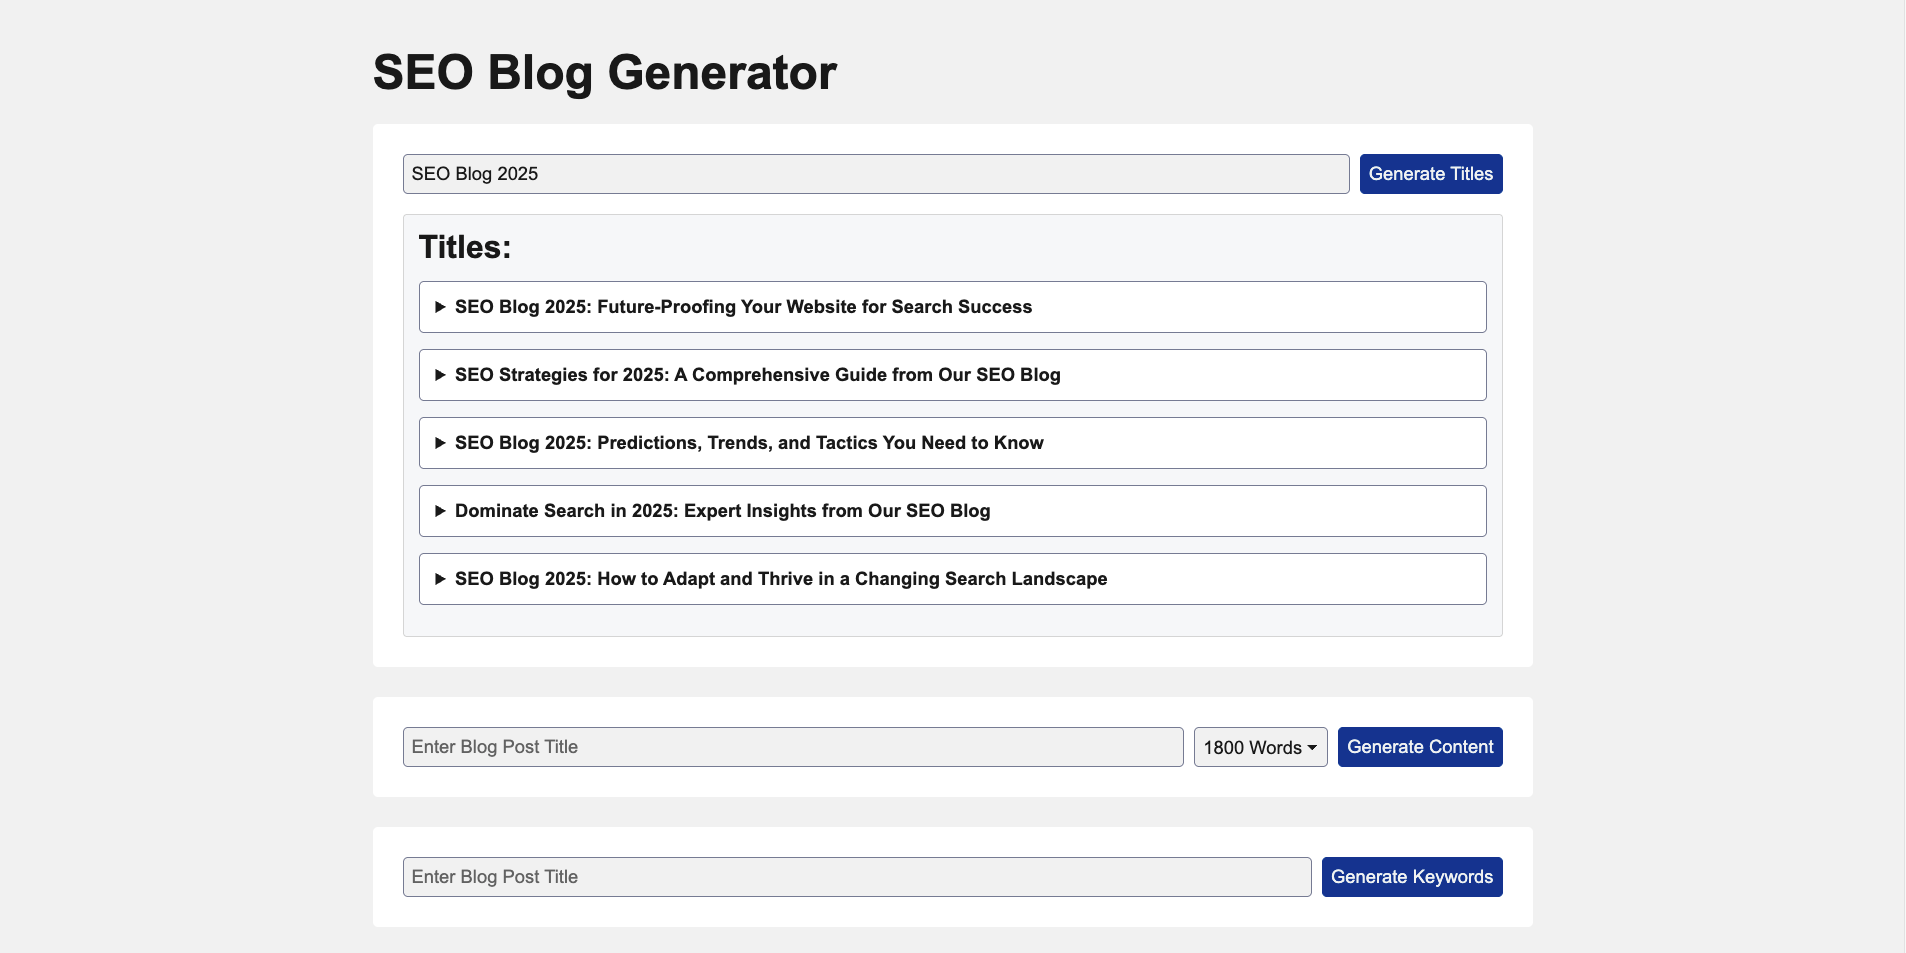 SEO Blog Generator
SEO Blog 2025
Generate Titles
Titles:
SEO Blog 2025: Future-Proofing Your Website for Search Success
SEO Strategies for 2025: A Comprehensive Guide from Our SEO Blog
SEO Blog 2025: Predictions, Trends, and Tactics You Need to Know
Dominate Search in 2025: Expert Insights from Our SEO Blog
SEO Blog 2025: How to Adapt and Thrive in a Changing Search Landscape
Enter Blog Post Title
1800 Words
Generate Content
Enter Blog Post Title
Generate Keywords